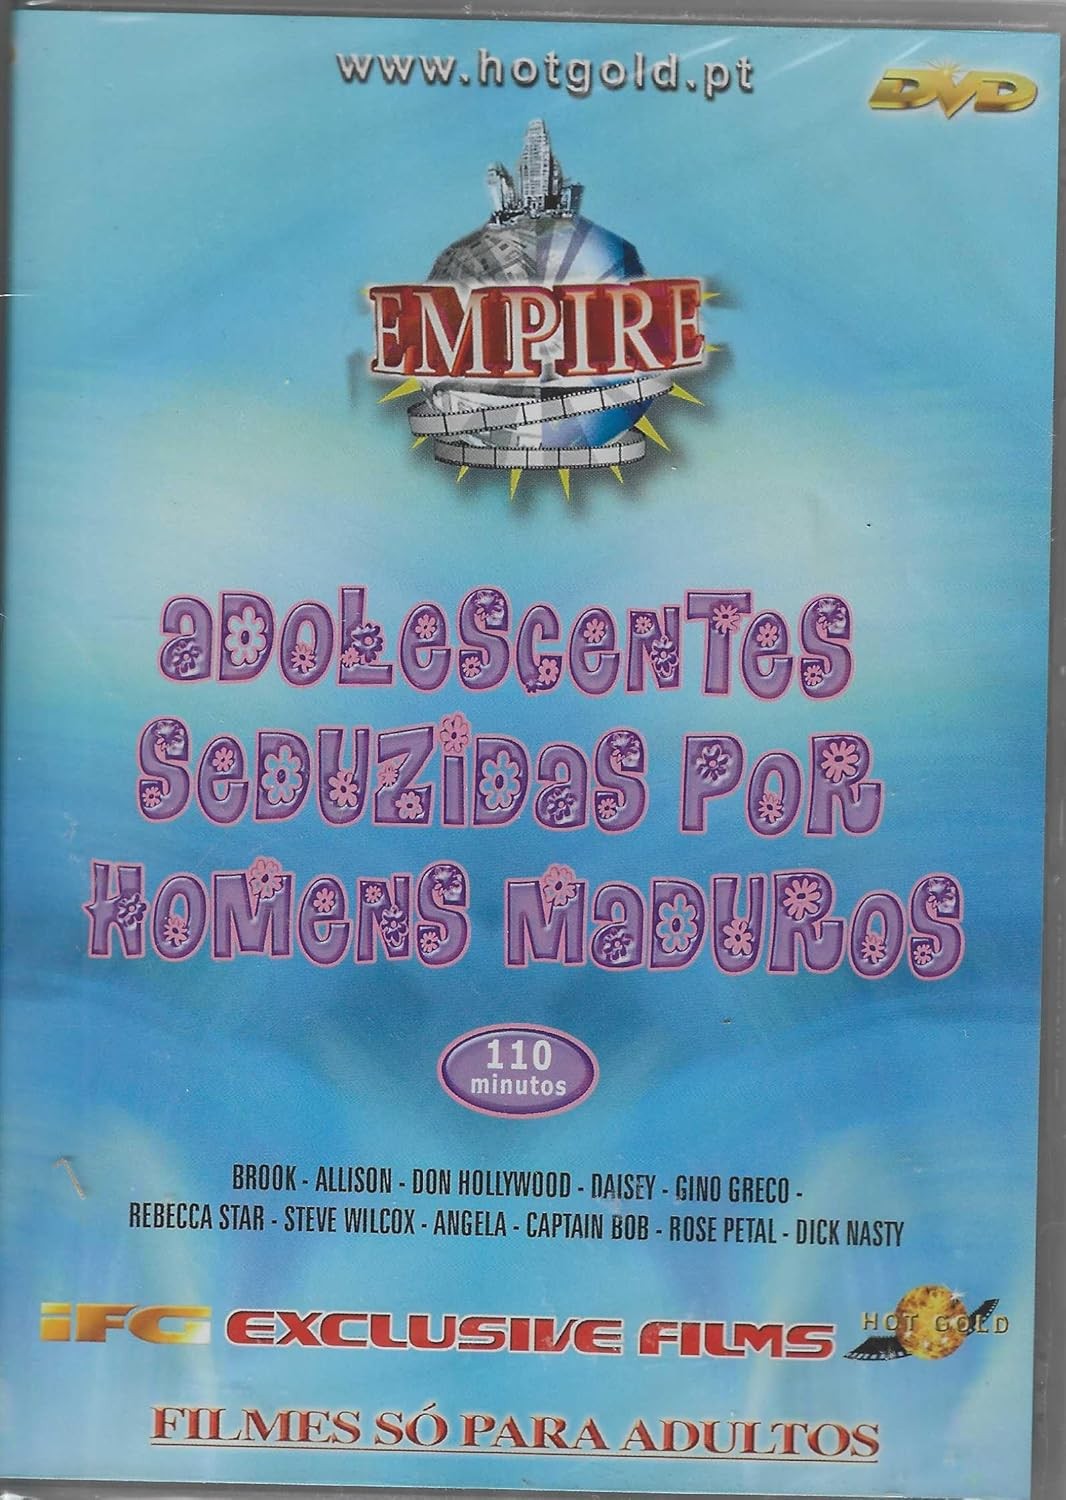 www.hotgold.pt
DVD
EMPIRE
ADOLESCENTES
SEDUZIDAS POR
HOMENS MADUROS
110
minutos
BROOK - ALLISON - DON HOLLYWOOD - DAISEY - GINO GRECO -
REBECCA STAR - STEVE WILCOX - ANGELA - CAPTAIN BOB - ROSE PETAL - DICK NASTY
iFG EXCLUSIVE FILMS HOT GOLD
FILMES SÓ PARA ADULTOS